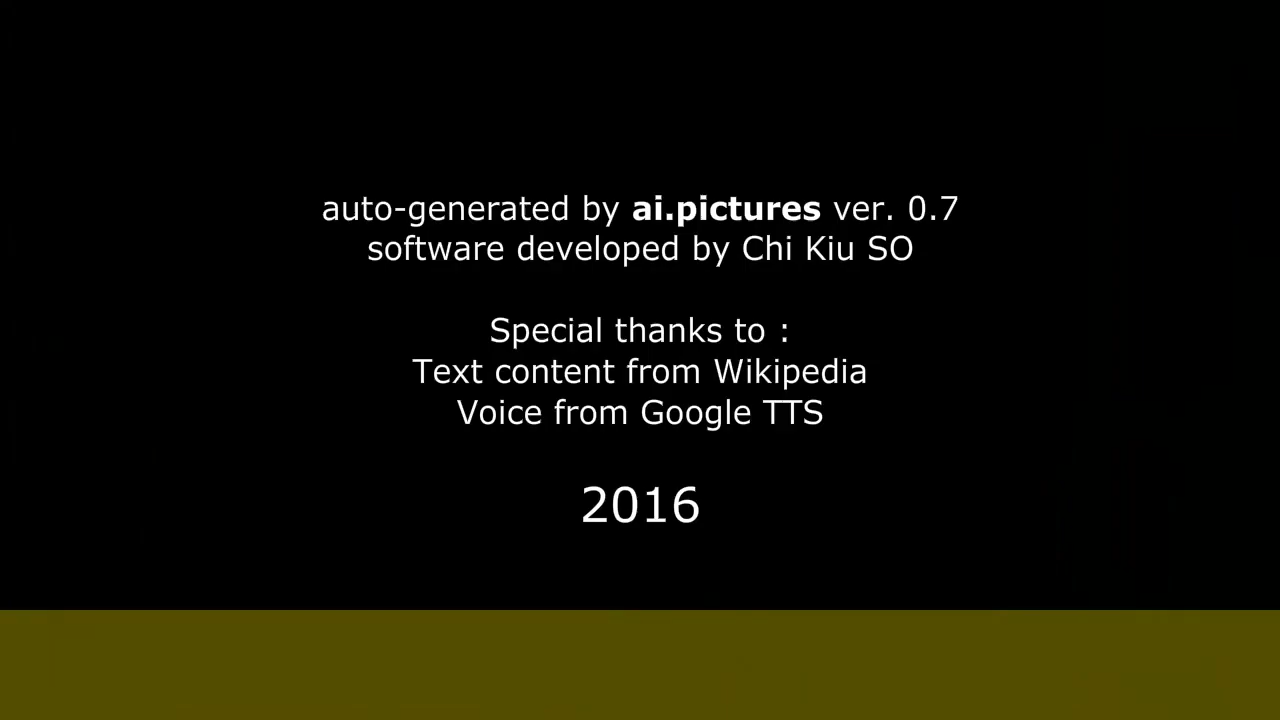 auto-generated by ai.pictures ver. 0.7
software developed by Chi Kiu SO
Special thanks to :
Text content from Wikipedia
Voice from Google TTS
2016